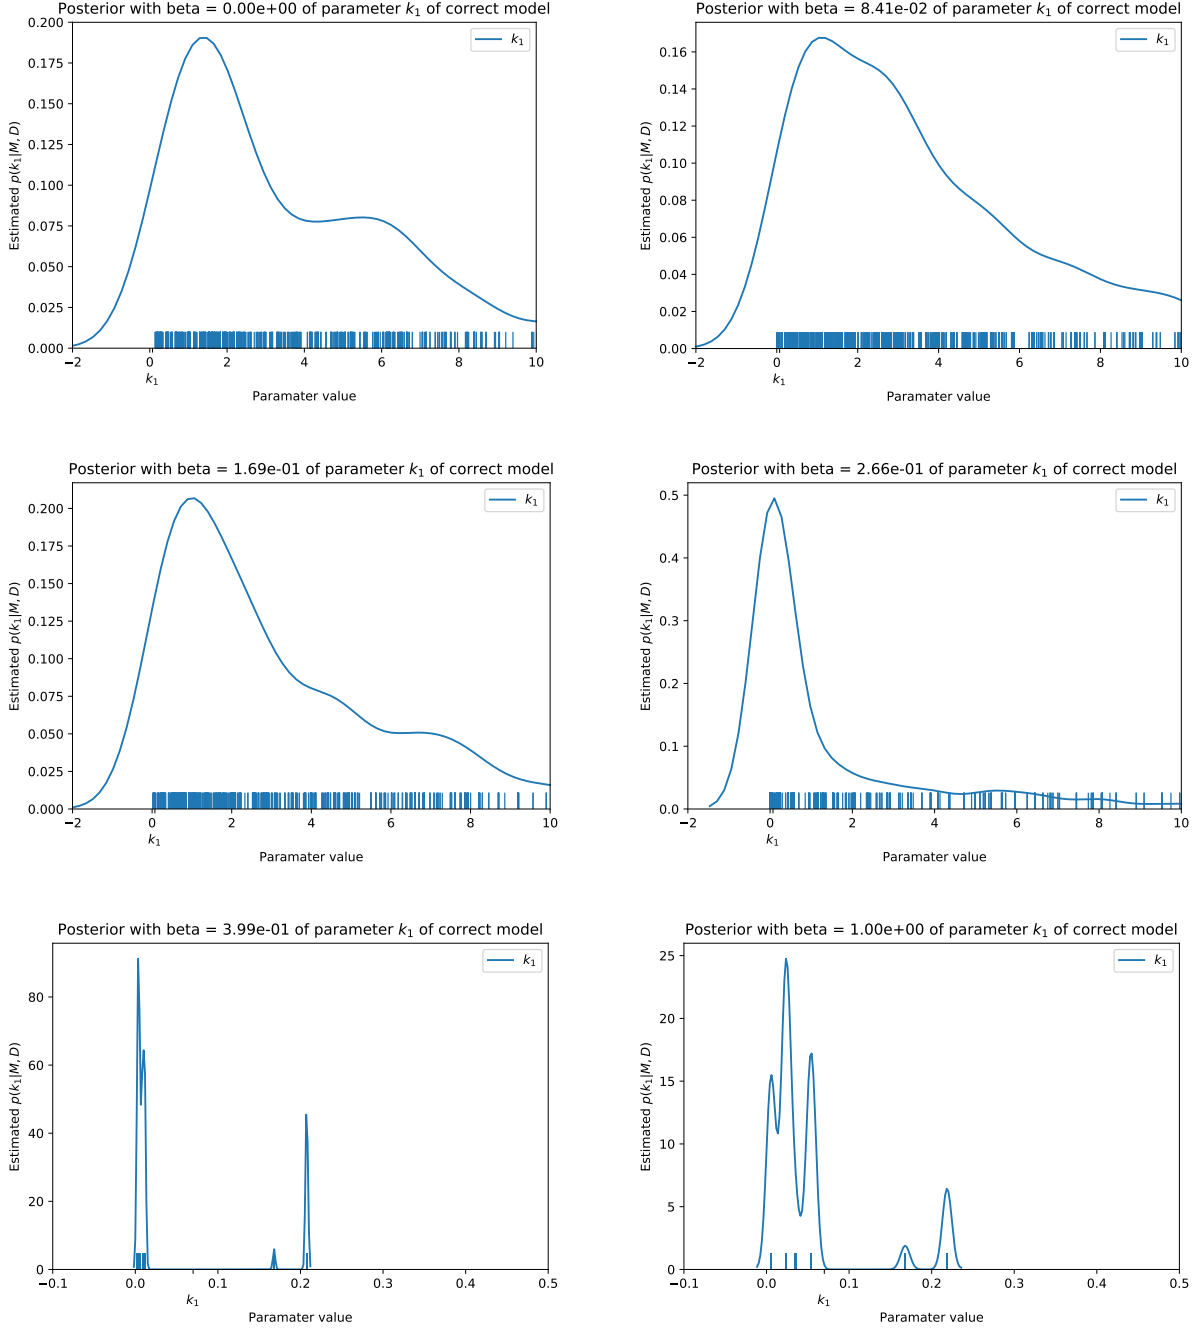 Posterior with beta = 0.00e+00 of parameter k₁ of correct model
k₁
Estimated p(k₁|M, D)
0.200
0.175
0.150
0.125
0.100
0.075
0.050
0.025
0.000
−2 0 2 4 6 8 10
k₁
Paramater value
Posterior with beta = 8.41e-02 of parameter k₁ of correct model
k₁
Estimated p(k₁|M, D)
0.16
0.14
0.12
0.10
0.08
0.06
0.04
0.02
0.00
−2 0 2 4 6 8 10
k₁
Paramater value
Posterior with beta = 1.69e-01 of parameter k₁ of correct model
k₁
Estimated p(k₁|M, D)
0.200
0.175
0.150
0.125
0.100
0.075
0.050
0.025
0.000
−2 0 2 4 6 8 10
k₁
Paramater value
Posterior with beta = 2.66e-01 of parameter k₁ of correct model
k₁
Estimated p(k₁|M, D)
0.5
0.4
0.3
0.2
0.1
0.0
−2 0 2 4 6 8 10
k₁
Paramater value
Posterior with beta = 3.99e-01 of parameter k₁ of correct model
k₁
Estimated p(k₁|M, D)
80
60
40
20
0
−0.1 0.0 0.1 0.2 0.3 0.4 0.5
k₁
Paramater value
Posterior with beta = 1.00e+00 of parameter k₁ of correct model
k₁
Estimated p(k₁|M, D)
25
20
15
10
5
0
−0.1 0.0 0.1 0.2 0.3 0.4 0.5
k₁
Paramater value